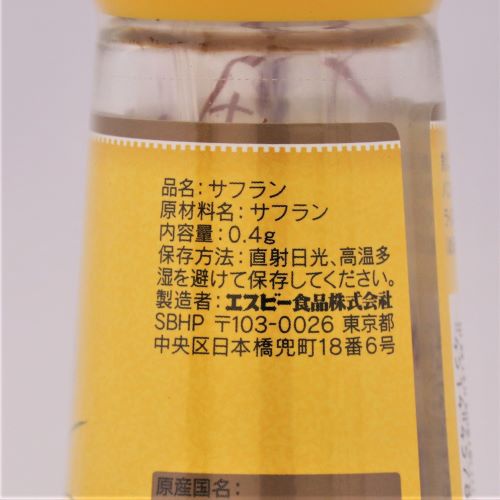 品名：サフラン
原材料名：サフラン
内容量：0.4g
保存方法：直射日光、高温多
湿を避けて保存してください。
製造者：エスビー食品株式会社
SBHP 〒103-0026 東京都
中央区日本橋兜町18番6号
原産国名：